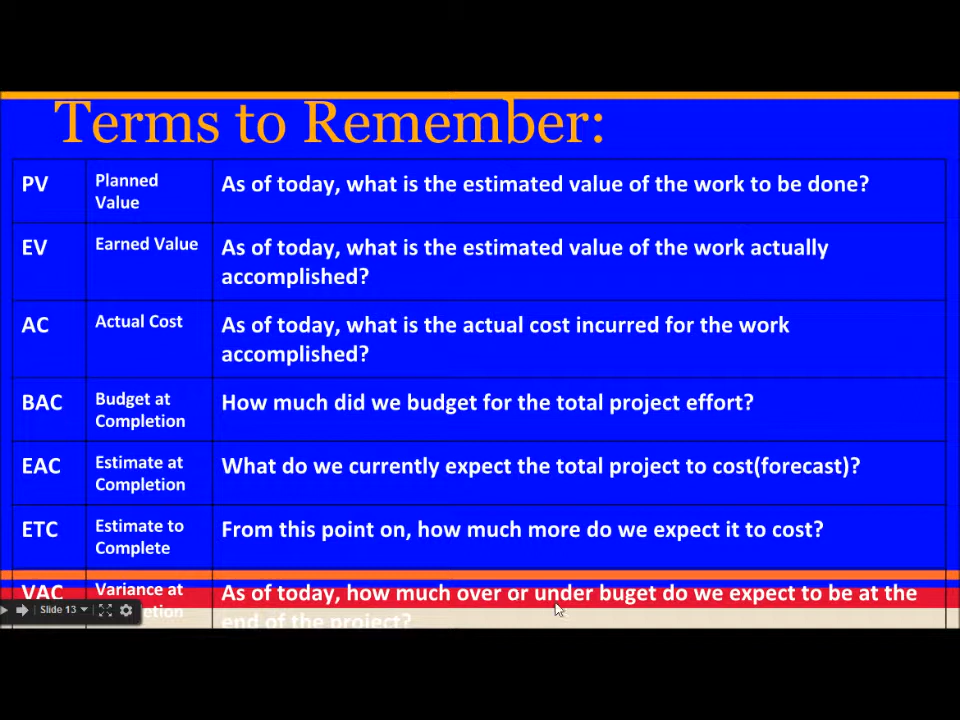 Terms to Remember:
PV
Planned
Value
As of today, what is the estimated value of the work to be done?
EV
Earned Value
As of today, what is the estimated value of the work actually
accomplished?
AC
Actual Cost
As of today, what is the actual cost incurred for the work
accomplished?
BAC
Budget at
Completion
How much did we budget for the total project effort?
EAC
Estimate at
Completion
What do we currently expect the total project to cost(forecast)?
ETC
Estimate to
Complete
From this point on, how much more do we expect it to cost?
VAC
Variance at
etion
As of today, how much over or under buget do we expect to be at the
end of the project?
Slide 13